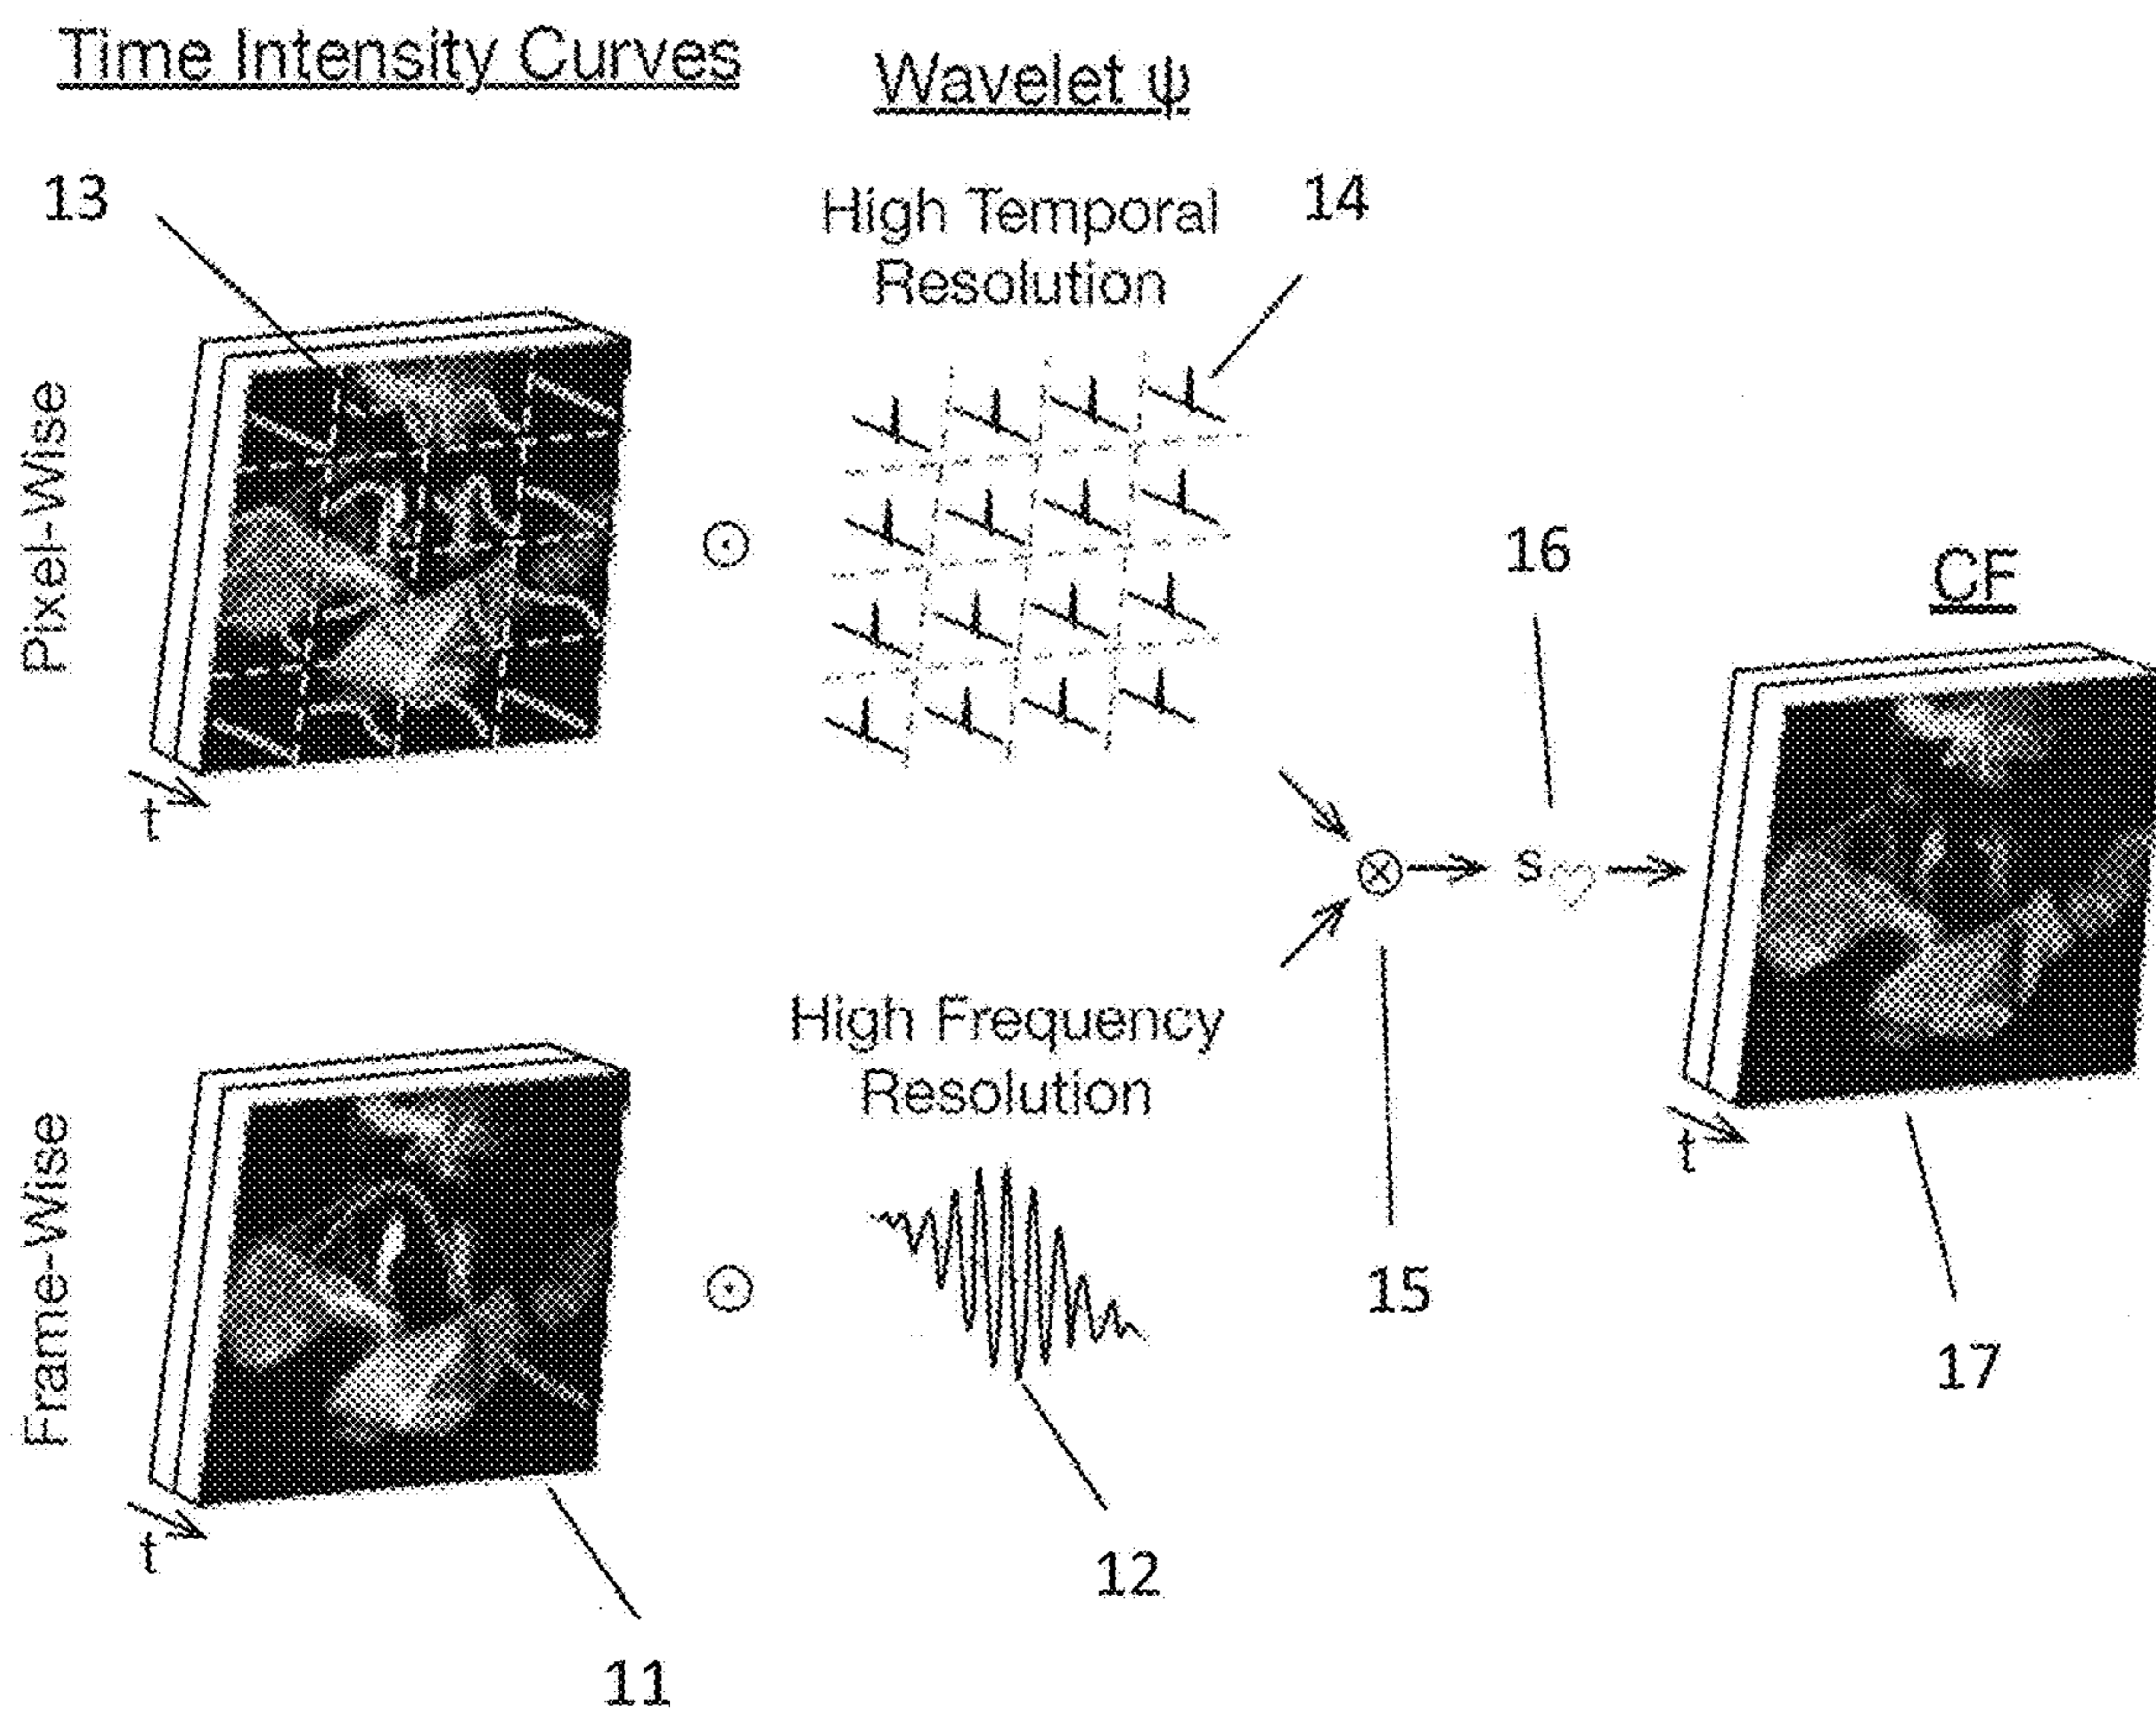 Time Intensity Curves
Wavelet ψ
13
High Temporal
Resolution
14
Pixel-Wise
16
CF
t
S♡
t
High Frequency
Resolution
15
17
Frame-Wise
t
12
11